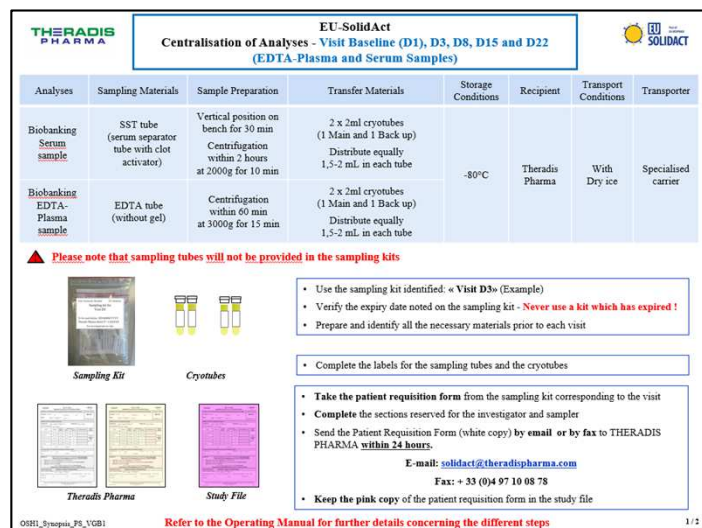 THERADIS
PHARMA
EU-SolidAct
Centralisation of Analyses - Visit Baseline (D1), D3, D8, D15 and D22
(EDTA-Plasma and Serum Samples)
EU
SOLIDACT
Analyses
Sampling Materials
Sample Preparation
Transfer Materials
Storage
Conditions
Recipient
Transport
Conditions
Transporter
Biobanking
Serum
sample
SST tube
(serum separator
tube with clot
activator)
Vertical position on
bench for 30 min
Centrifugation
within 2 hours
at 2000g for 10 min
2 x 2ml cryotubes
(1 Main and 1 Back up)
Distribute equally
1,5-2 mL in each tube
-80°C
Theradis
Pharma
With
Dry ice
Specialised
carrier
Biobanking
EDTA-
Plasma
sample
EDTA tube
(without gel)
Centrifugation
within 60 min
at 3000g for 15 min
2 x 2ml cryotubes
(1 Main and 1 Back up)
Distribute equally
1,5-2 mL in each tube
Please note that sampling tubes will not be provided in the sampling kits
Sampling Kit
Cryotubes
• Use the sampling kit identified: « Visit D3» (Example)
• Verify the expiry date noted on the sampling kit - Never use a kit which has expired !
• Prepare and identify all the necessary materials prior to each visit
• Complete the labels for the sampling tubes and the cryotubes
• Take the patient requisition form from the sampling kit corresponding to the visit
• Complete the sections reserved for the investigator and sampler
• Send the Patient Requisition Form (white copy) by email or by fax to THERADIS
PHARMA within 24 hours.
E-mail: solidact@theradispharma.com
Fax: + 33 (0)4 97 10 08 78
• Keep the pink copy of the patient requisition form in the study file
Theradis Pharma
Study File
OSH1_Synopsis_PS_VGB1
Refer to the Operating Manual for further details concerning the different steps
1 / 2